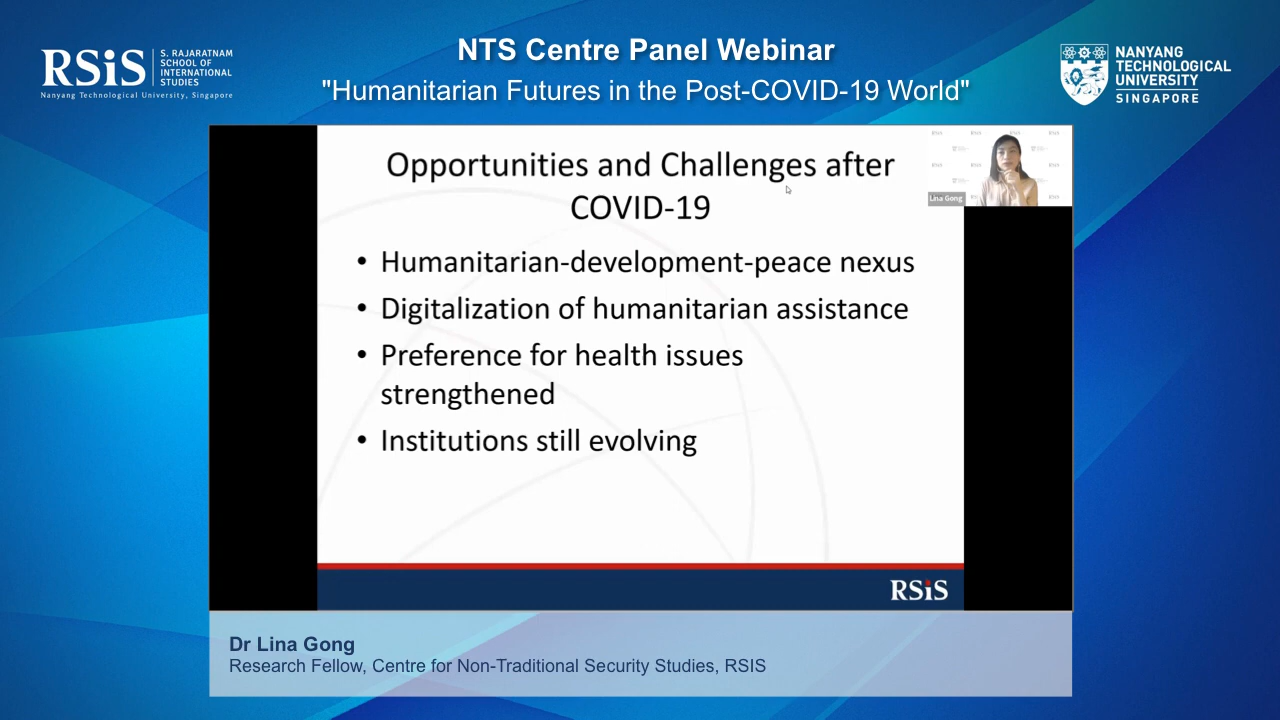 RSiS
S. RAJARATNAM
SCHOOL OF
INTERNATIONAL
STUDIES
Nanyang Technological University, Singapore
NTS Centre Panel Webinar
"Humanitarian Futures in the Post-COVID-19 World"
NANYANG
TECHNOLOGICAL
UNIVERSITY
SINGAPORE
Opportunities and Challenges after
COVID-19
Lina Gong
• Humanitarian-development-peace nexus
• Digitalization of humanitarian assistance
• Preference for health issues
strengthened
• Institutions still evolving
RSiS
Dr Lina Gong
Research Fellow, Centre for Non-Traditional Security Studies, RSIS